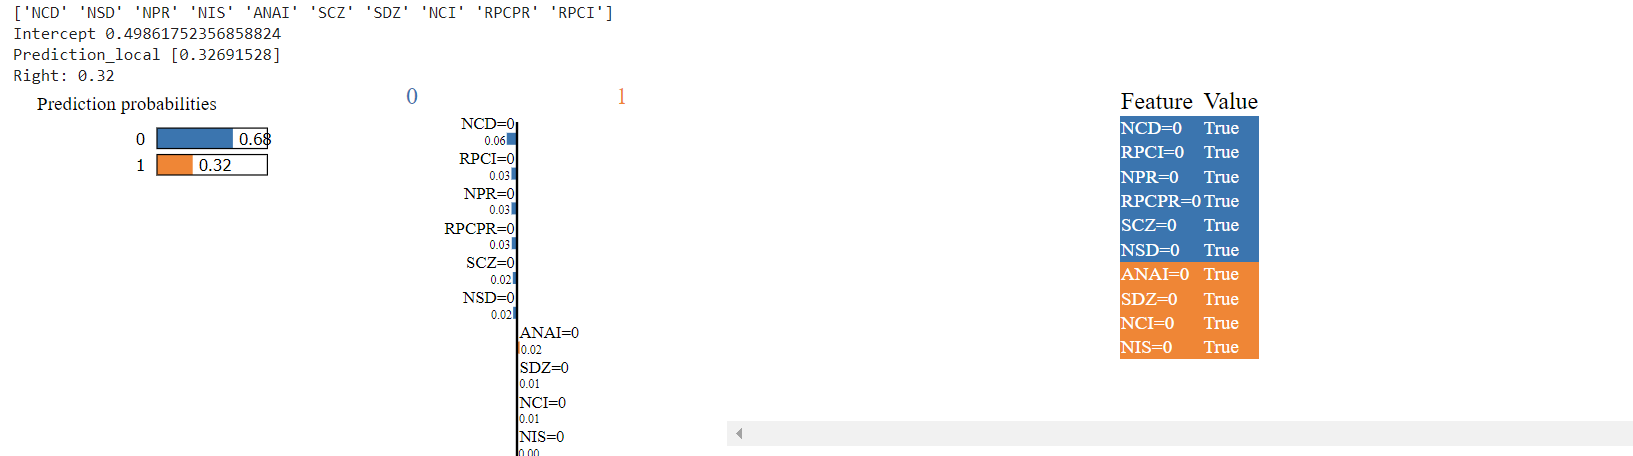 ['NCD' 'NSD' 'NPR' 'NIS' 'ANAI' 'SCZ' 'SDZ' 'NCI' 'RPCPR' 'RPCI']
Intercept 0.49861752356858824
Prediction_local [0.32691528]
Right: 0.32
Prediction probabilities
0 0.68
1 0.32
0 1
NCD=0
0.06
RPCI=0
0.03
NPR=0
0.03
RPCPR=0
0.03
SCZ=0
0.02
NSD=0
0.02
ANAI=0
0.02
SDZ=0
0.01
NCI=0
0.01
NIS=0
0.00
Feature Value
NCD=0 True
RPCI=0 True
NPR=0 True
RPCPR=0 True
SCZ=0 True
NSD=0 True
ANAI=0 True
SDZ=0 True
NCI=0 True
NIS=0 True